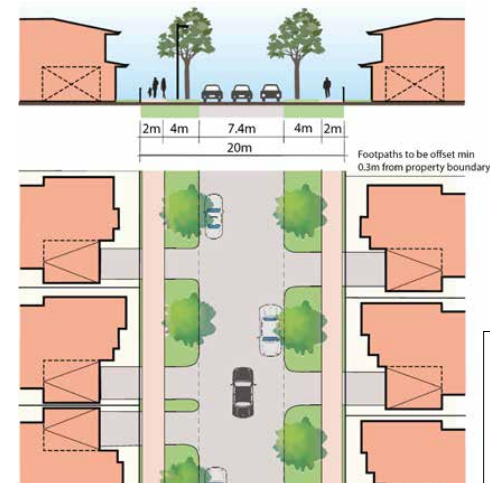 2m 4m 7.4m 4m 2m
20m
Footpaths to be offset min
0.3m from property boundary